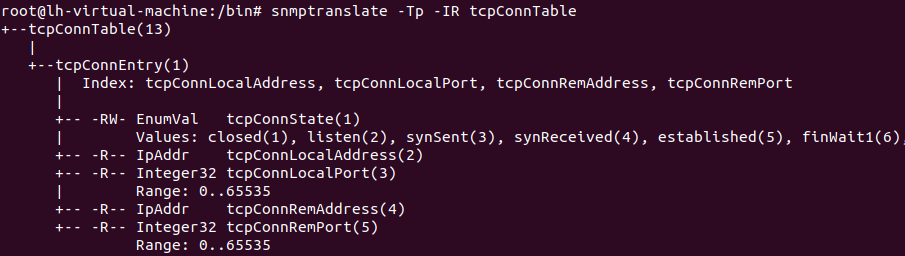 root@lh-virtual-machine:/bin# snmptranslate -Tp -IR tcpConnTable
+--tcpConnTable(13)
   |
   +--tcpConnEntry(1)
      |  Index: tcpConnLocalAddress, tcpConnLocalPort, tcpConnRemAddress, tcpConnRemPort
      |
      +-- -RW- EnumVal   tcpConnState(1)
      |        Values: closed(1), listen(2), synSent(3), synReceived(4), established(5), finWait1(6),
      +-- -R-- IpAddr    tcpConnLocalAddress(2)
      +-- -R-- Integer32 tcpConnLocalPort(3)
      |        Range: 0..65535
      +-- -R-- IpAddr    tcpConnRemAddress(4)
      +-- -R-- Integer32 tcpConnRemPort(5)
               Range: 0..65535